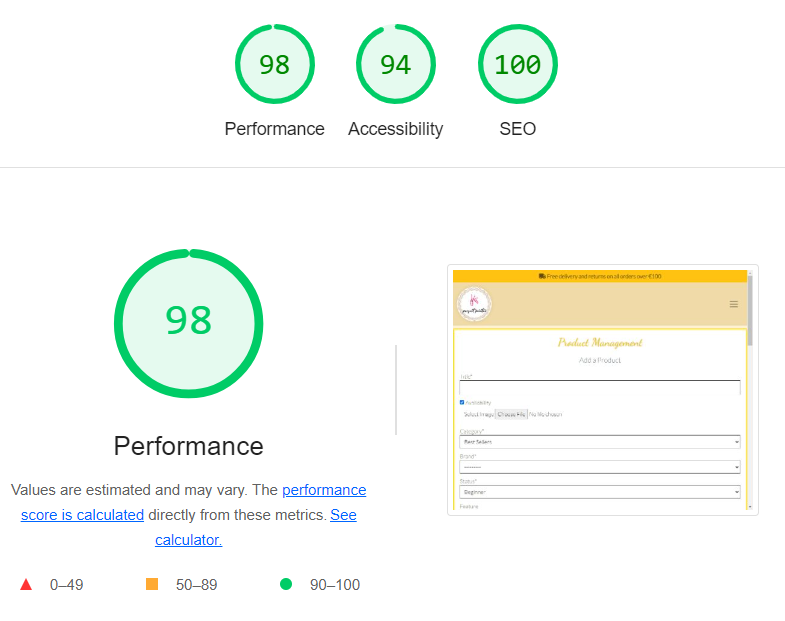 98
94
100
Performance
Accessibility
SEO
98
Performance
Values are estimated and may vary. The performance
score is calculated directly from these metrics. See
calculator.
0–49
50–89
90–100
Free delivery and returns on all orders over €100
Product Management
Add a Product
Title*
Availability
Select Image Choose File No file chosen
Category*
Best Sellers
Brand*
---------
Status*
Beginner
Feature